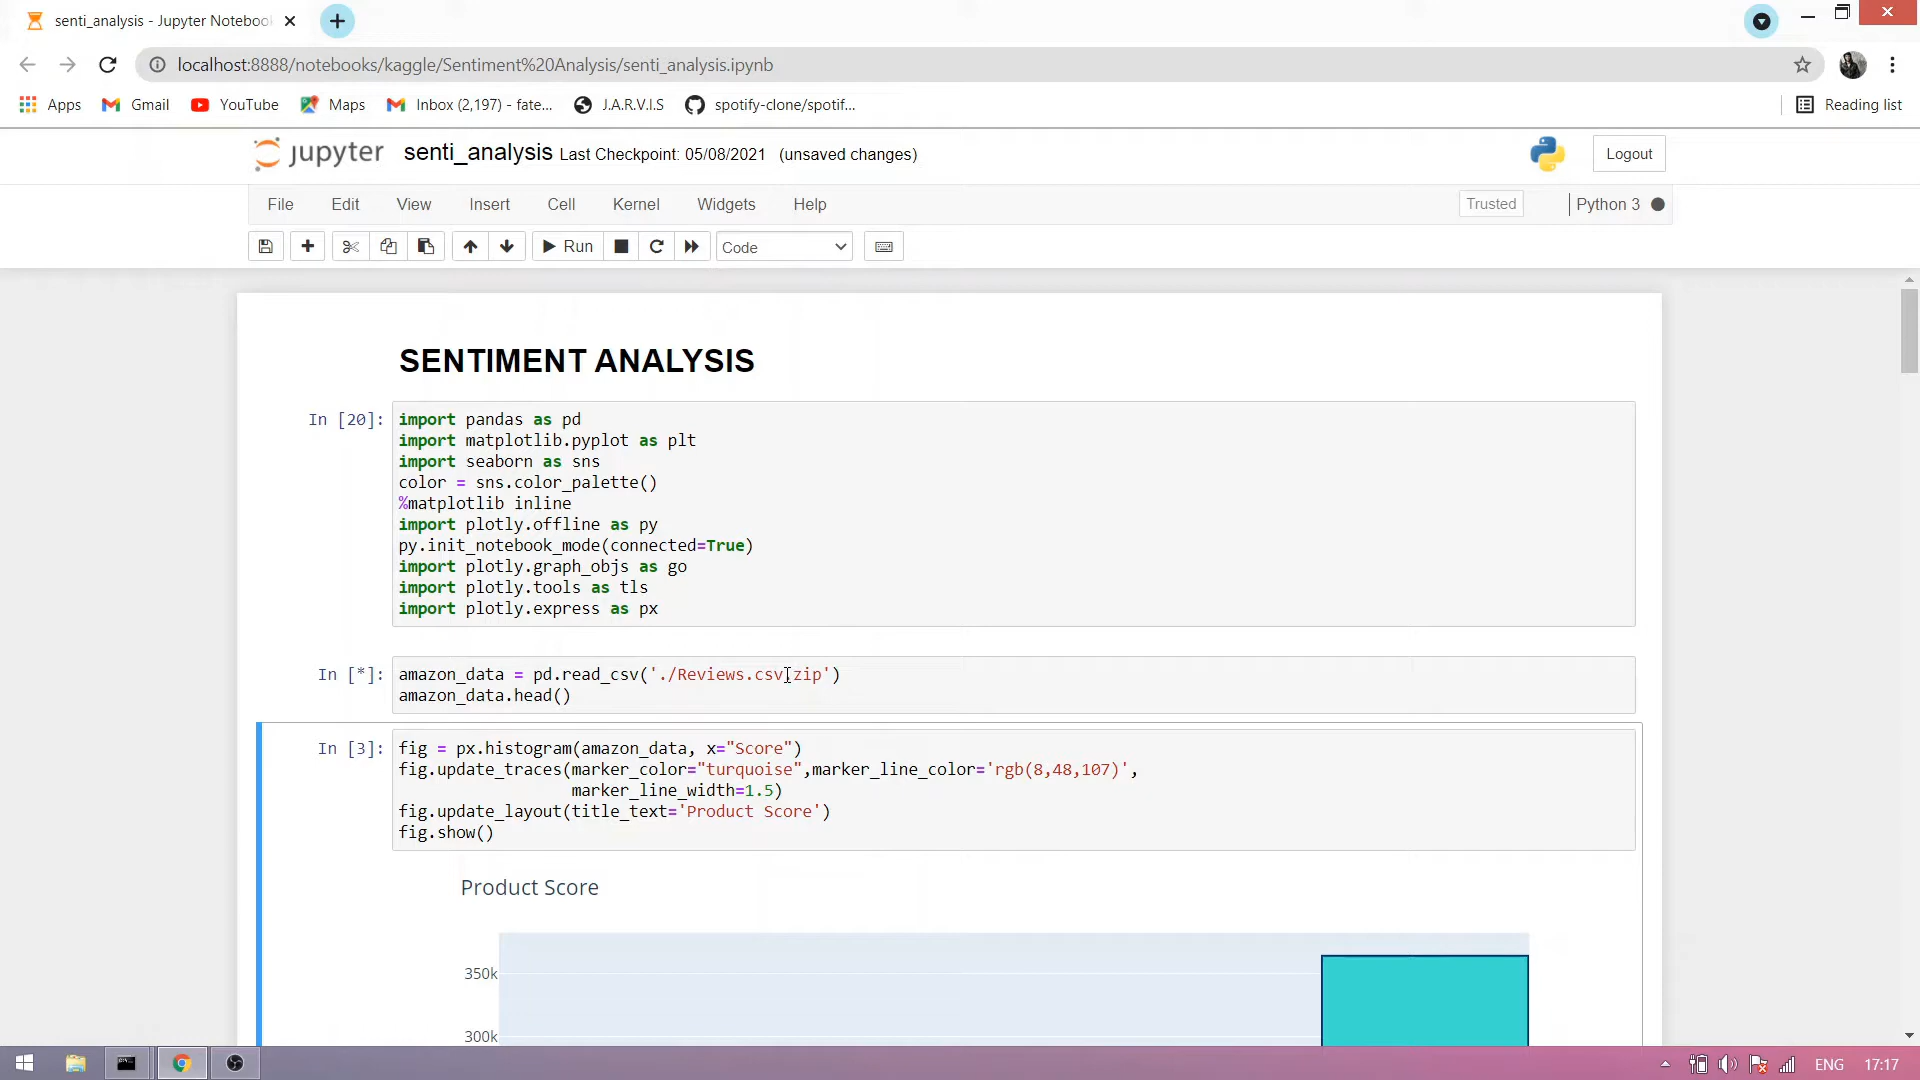 senti_analysis - Jupyter Noteboo
localhost:8888/notebooks/kaggle/Sentiment%20Analysis/senti_analysis.ipynb
Apps Gmail YouTube Maps Inbox (2,197) - fate... J.A.R.V.I.S spotify-clone/spotif... Reading list
jupyter senti_analysis Last Checkpoint: 05/08/2021 (unsaved changes) Logout
File Edit View Insert Cell Kernel Widgets Help Trusted Python 3
Run Code
SENTIMENT ANALYSIS
In [20]: import pandas as pd
import matplotlib.pyplot as plt
import seaborn as sns
color = sns.color_palette()
%matplotlib inline
import plotly.offline as py
py.init_notebook_mode(connected=True)
import plotly.graph_objs as go
import plotly.tools as tls
import plotly.express as px
In [*]: amazon_data = pd.read_csv('./Reviews.csv.zip')
amazon_data.head()
In [3]: fig = px.histogram(amazon_data, x="Score")
fig.update_traces(marker_color="turquoise",marker_line_color='rgb(8,48,107)',
marker_line_width=1.5)
fig.update_layout(title_text='Product Score')
fig.show()
Product Score
350k
300k
ENG 17:17